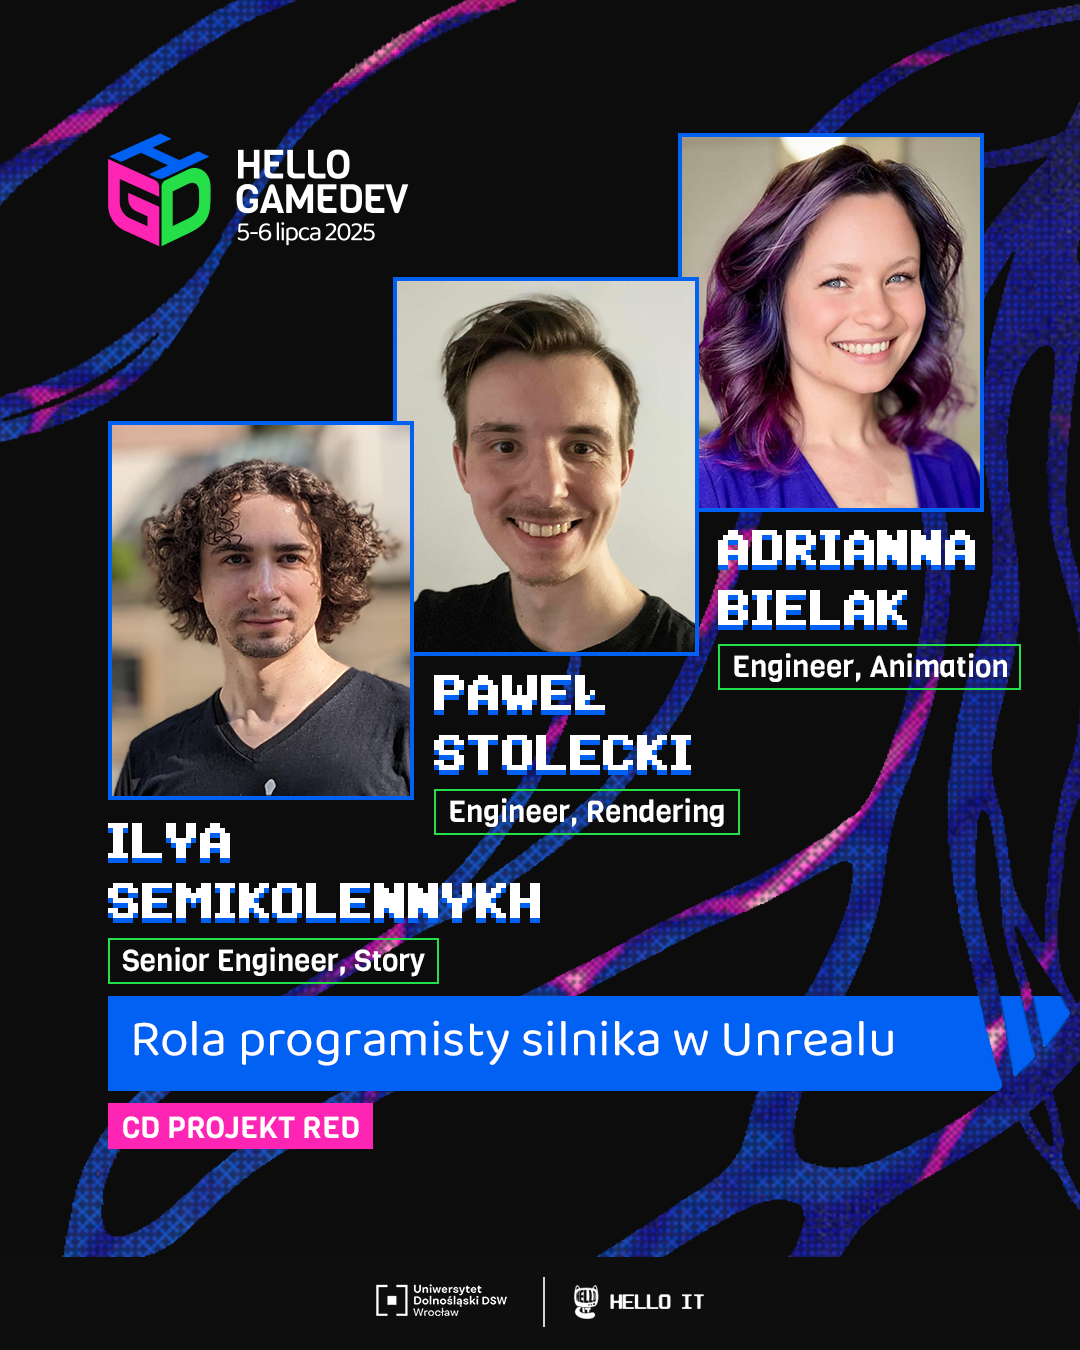 HELLO
GAMEDEV
5-6 lipca 2025
ADRIANNA
BIELAK
Engineer, Animation
PAWEŁ
STOLECKI
Engineer, Rendering
ILYA
SEMIKOLENNYKH
Senior Engineer, Story
Rola programisty silnika w Unrealu
CD PROJEKT RED
Uniwersytet
Dolnośląski DSW
Wrocław
HELLO IT